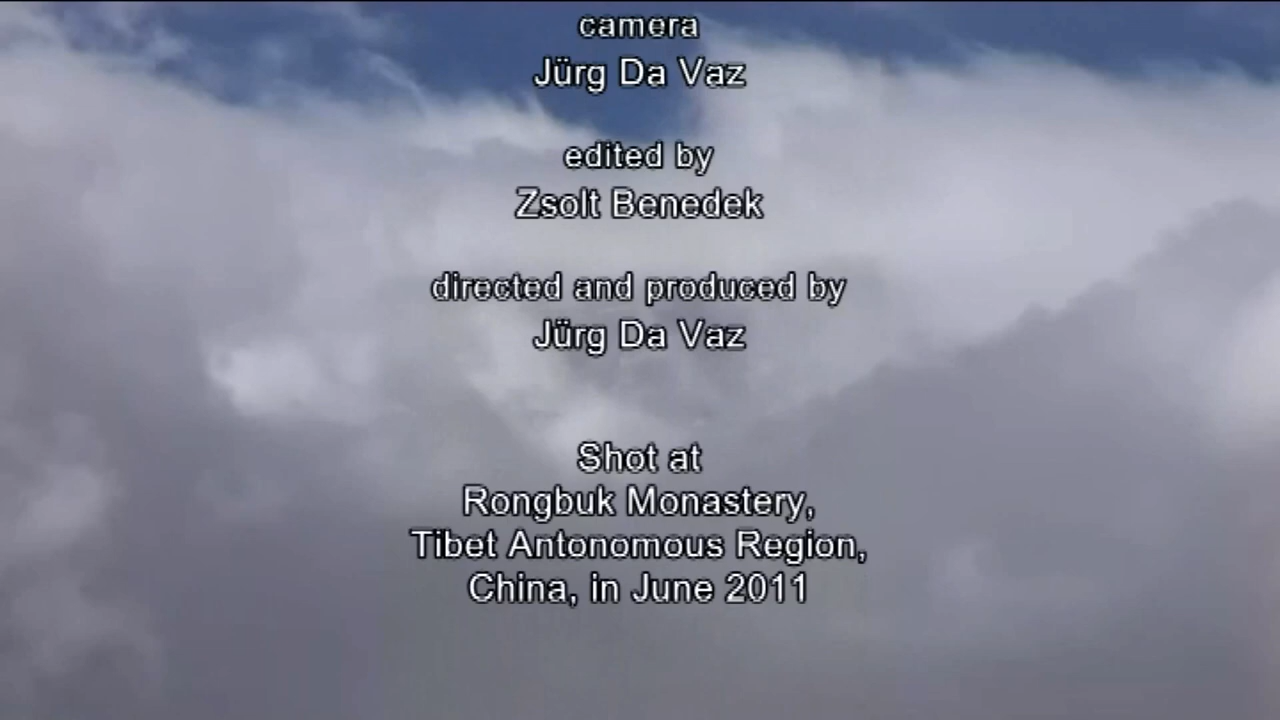 camera
Jürg Da Vaz
edited by
Zsolt Benedek
directed and produced by
Jürg Da Vaz
Shot at
Rongbuk Monastery,
Tibet Antonomous Region,
China, in June 2011